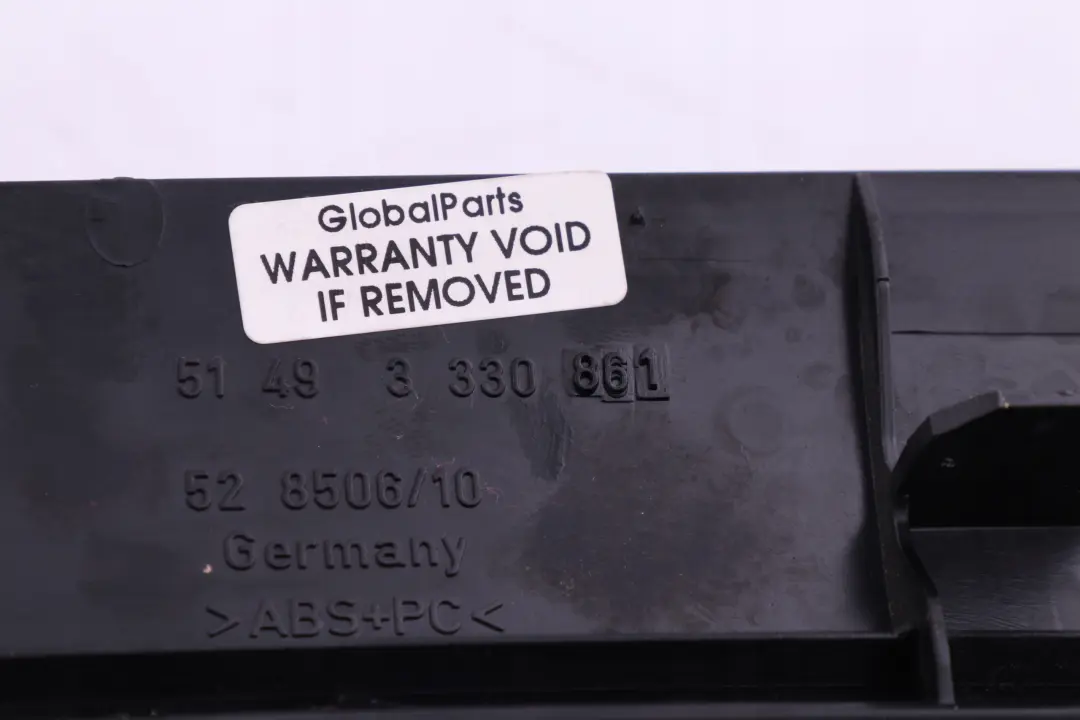 GlobalParts
WARRANTY VOID
IF REMOVED
51 49 3 330 861
52 8506/10
Germany
>ABS+PC<